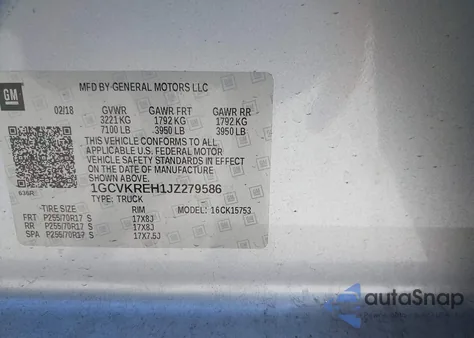 GM
MFD BY GENERAL MOTORS LLC
02/18 GVWR GAWR FRT GAWR RR
3221 KG 1792 KG 1792 KG
7100 LB 3950 LB 3950 LB
THIS VEHICLE CONFORMS TO ALL
APPLICABLE U.S. FEDERAL MOTOR
VEHICLE SAFETY STANDARDS IN EFFECT
ON THE DATE OF MANUFACTURE
SHOWN ABOVE.
1GCVKREH1JZ279586
TYPE: TRUCK
TIRE SIZE RIM MODEL: 16CK15753
FRT P255/70R17 S 17X8J
RR P255/70R17 S 17X8J
SPA P255/70R17 S 17X7.5J
autoSnap